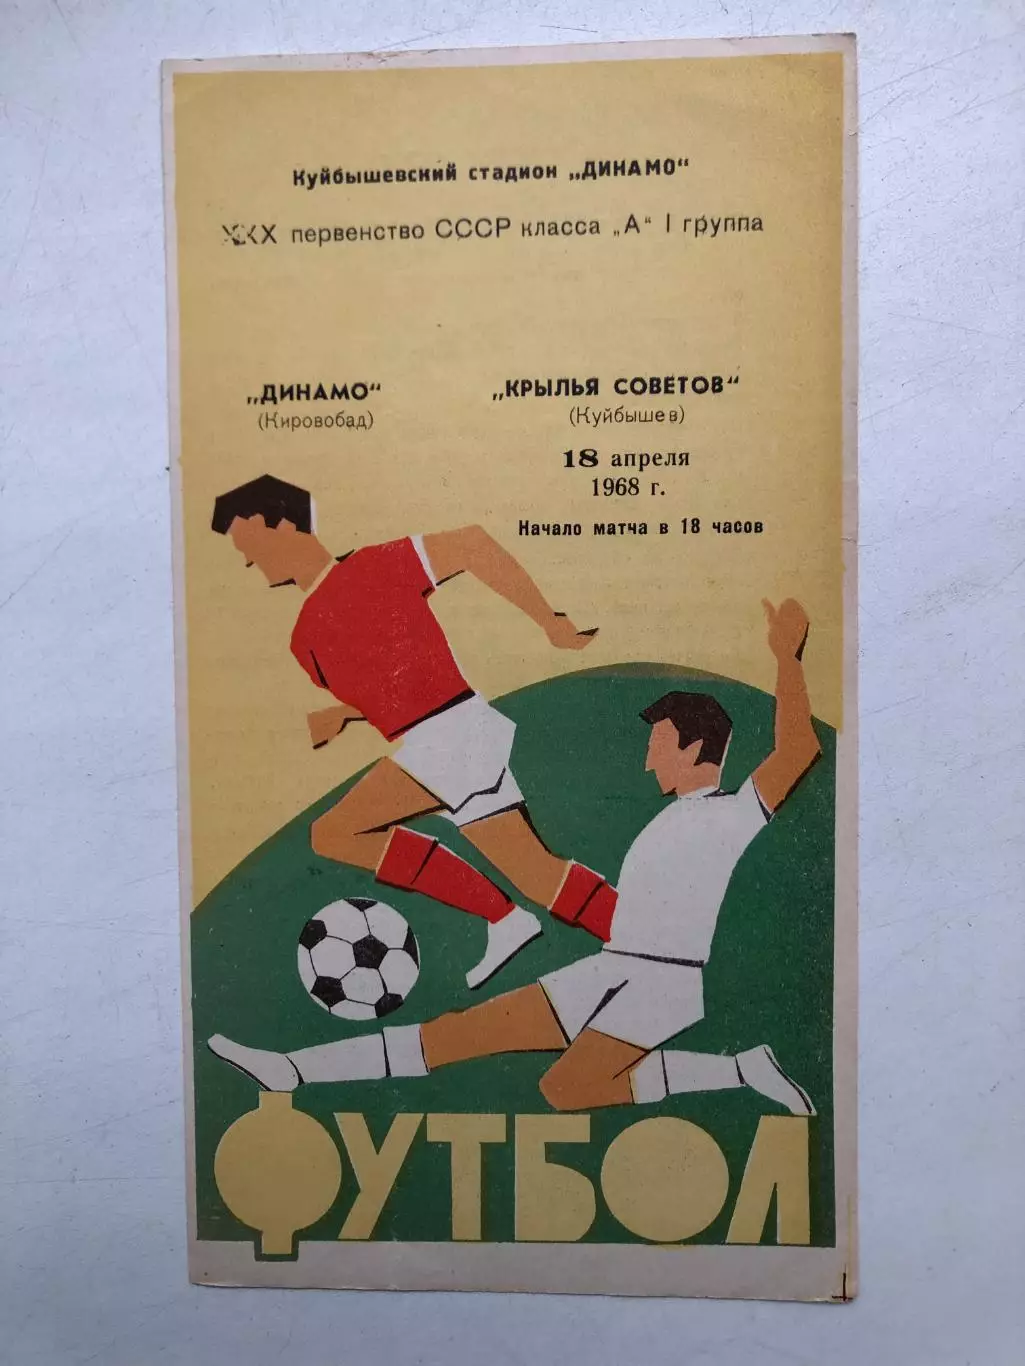 Куйбышевский стадион „ДИНАМО“
XXX первенство СССР класса „А“ I группа
„ДИНАМО“
(Кировобад)
„КРЫЛЬЯ СОВЕТОВ“
(Куйбышев)
18 апреля
1968 г.
Начало матча в 18 часов
ФУТБОЛ